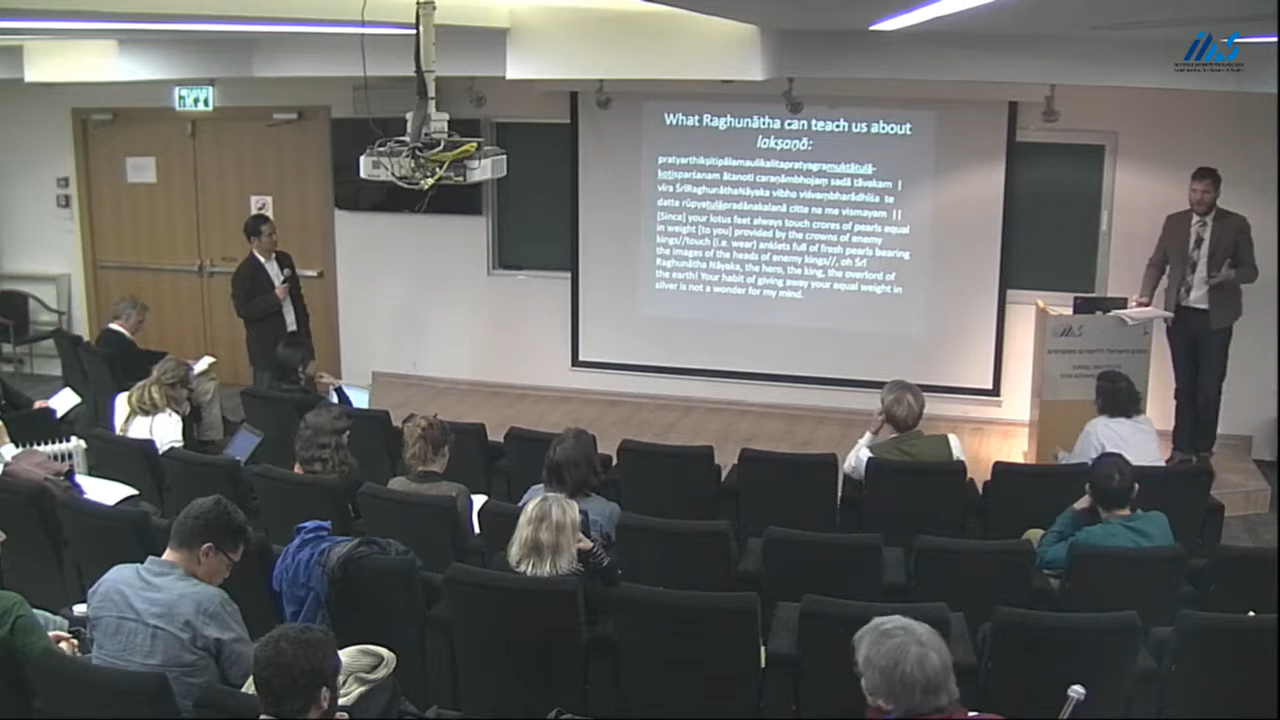 What Raghunātha can teach us about
lakṣaṇā:
pratyarthikṣitipālamaulikalitapratyagramuktātulā-
koṭisparśanam ātanoti caraṇāmbhojaṃ sadā tāvakam |
vīra ŚrīRaghunāthaNāyaka vibho viśvambharādhīśa te
datte rūpyatulāpradānakalanā citte na me vismayam ||
[Since] your lotus feet always touch crores of pearls equal
in weight [to you] provided by the crowns of enemy
kings//touch (i.e. wear) anklets full of fresh pearls bearing
the images of the heads of enemy kings//, oh Śrī
Raghunātha Nāyaka, the hero, the king, the overlord of
the earth! Your habit of giving away your equal weight in
silver is not a wonder for my mind.